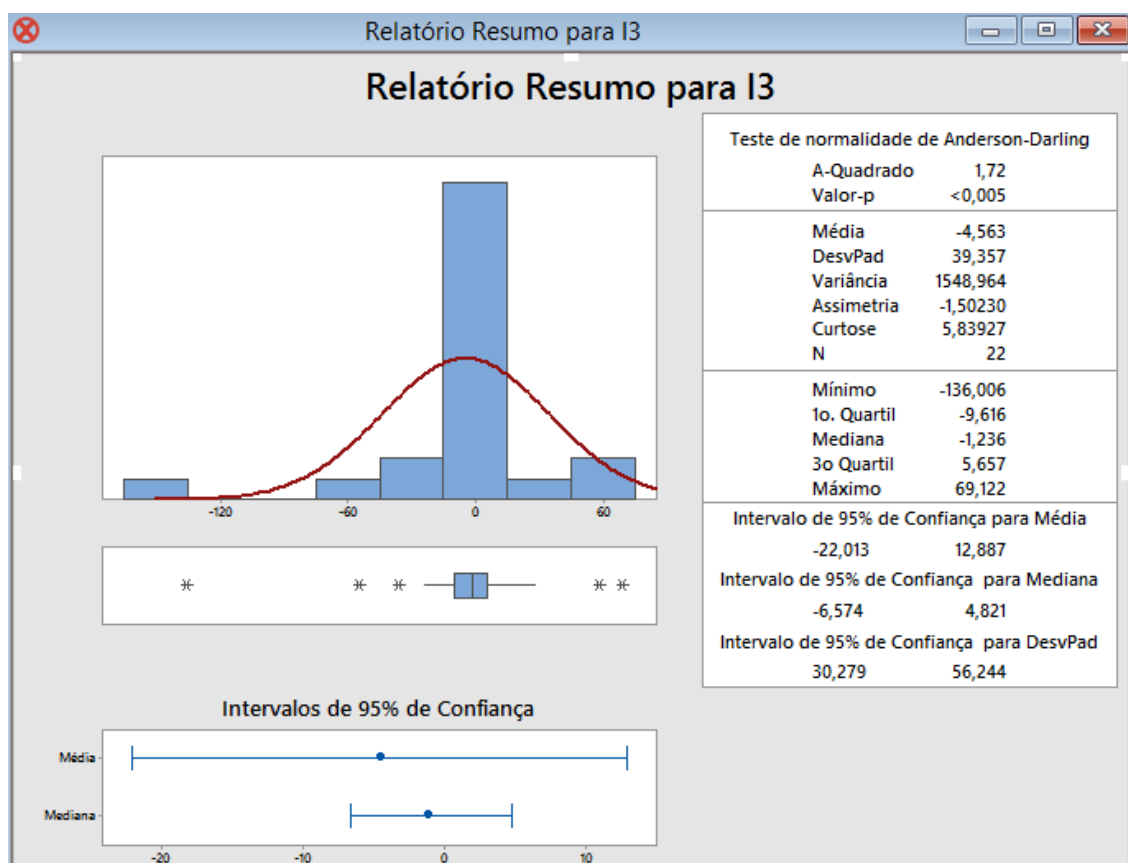 Relatório Resumo para I3
Relatório Resumo para I3
-120 -60 0 60
Intervalos de 95% de Confiança
Média
Mediana
-20 -10 0 10
Teste de normalidade de Anderson-Darling
A-Quadrado 1,72
Valor-p <0,005
Média -4,563
DesvPad 39,357
Variância 1548,964
Assimetria -1,50230
Curtose 5,83927
N 22
Mínimo -136,006
1o. Quartil -9,616
Mediana -1,236
3o Quartil 5,657
Máximo 69,122
Intervalo de 95% de Confiança para Média
-22,013 12,887
Intervalo de 95% de Confiança para Mediana
-6,574 4,821
Intervalo de 95% de Confiança para DesvPad
30,279 56,244